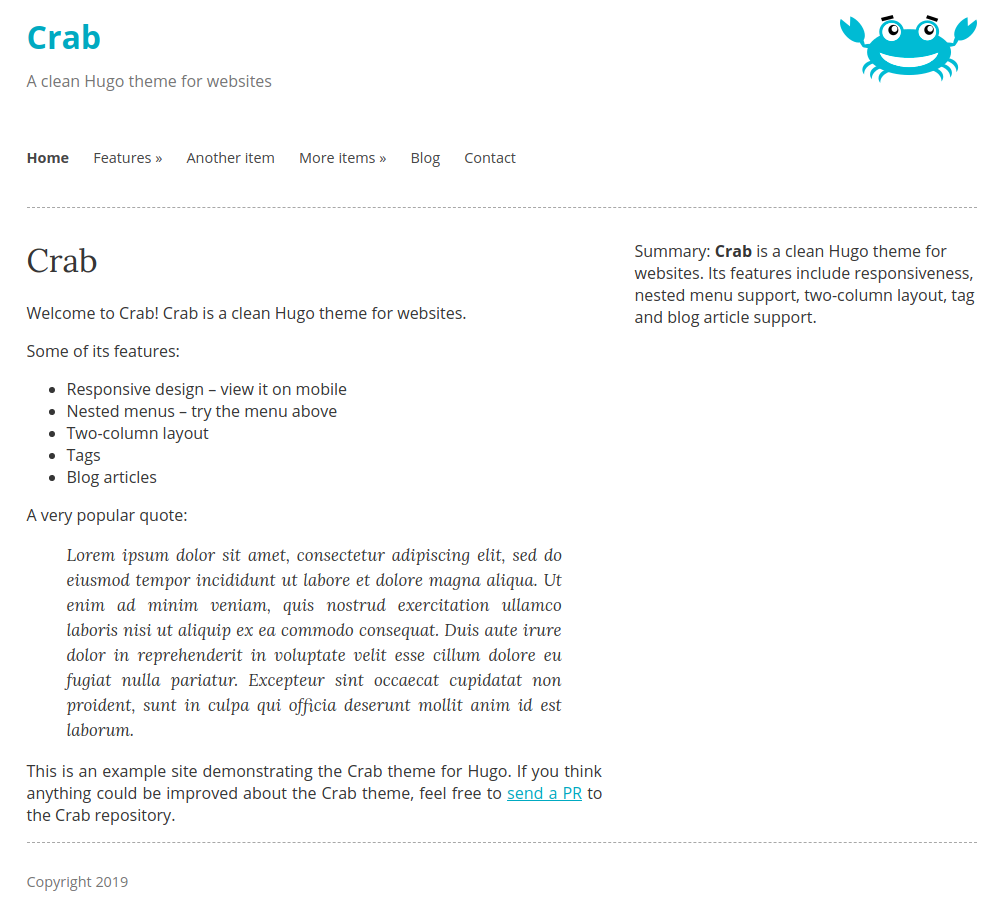 Crab
A clean Hugo theme for websites
Home Features » Another item More items » Blog Contact
Crab
Welcome to Crab! Crab is a clean Hugo theme for websites.
Some of its features:
• Responsive design – view it on mobile
• Nested menus – try the menu above
• Two-column layout
• Tags
• Blog articles
A very popular quote:
Lorem ipsum dolor sit amet, consectetur adipiscing elit, sed do
eiusmod tempor incididunt ut labore et dolore magna aliqua. Ut
enim ad minim veniam, quis nostrud exercitation ullamco
laboris nisi ut aliquip ex ea commodo consequat. Duis aute irure
dolor in reprehenderit in voluptate velit esse cillum dolore eu
fugiat nulla pariatur. Excepteur sint occaecat cupidatat non
proident, sunt in culpa qui officia deserunt mollit anim id est
laborum.
This is an example site demonstrating the Crab theme for Hugo. If you think
anything could be improved about the Crab theme, feel free to send a PR to
the Crab repository.
Summary: Crab is a clean Hugo theme for
websites. Its features include responsiveness,
nested menu support, two-column layout, tag
and blog article support.
Copyright 2019